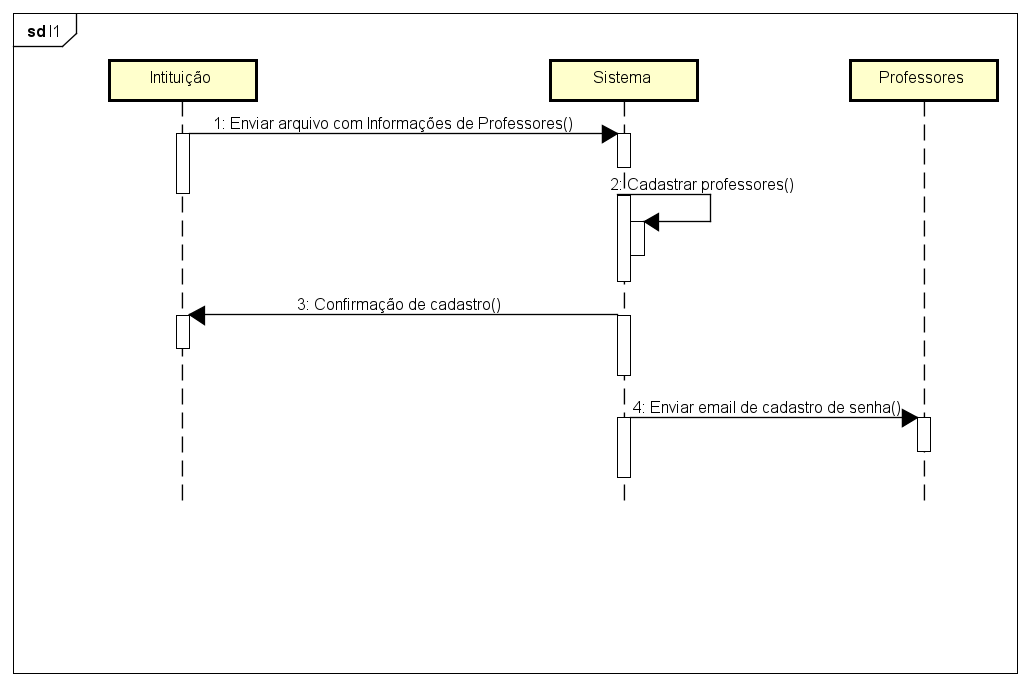 sd I1
Intituição
Sistema
Professores
1: Enviar arquivo com Informações de Professores()
2: Cadastrar professores()
3: Confirmação de cadastro()
4: Enviar email de cadastro de senha()